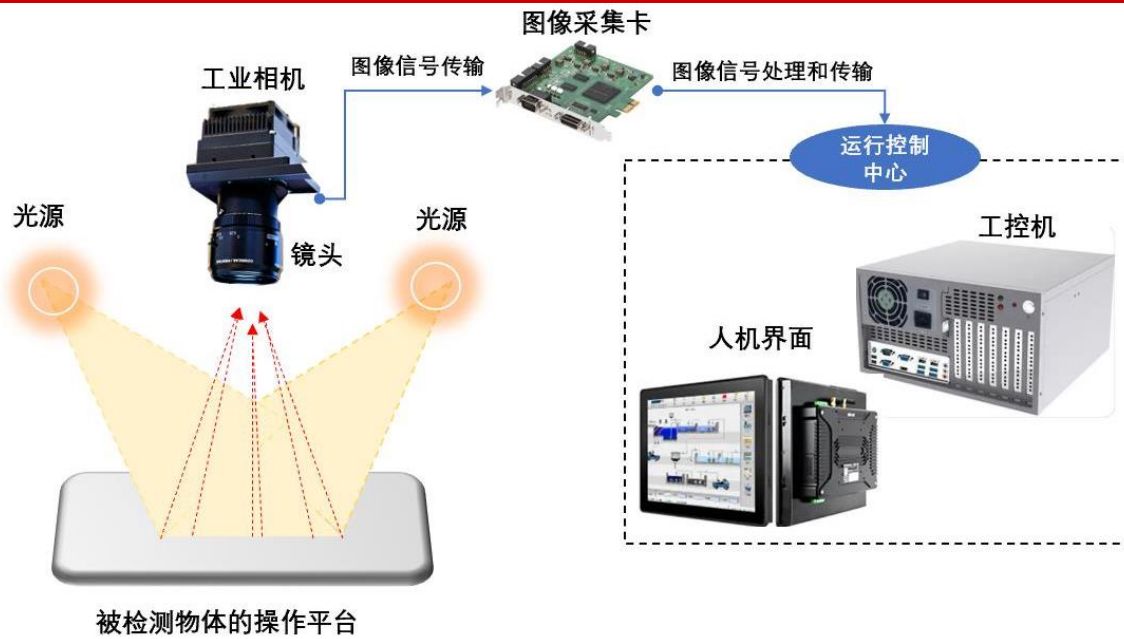 图像采集卡
工业相机
图像信号传输
图像信号处理和传输
运行控制
中心
光源
光源
镜头
工控机
人机界面
被检测物体的操作平台